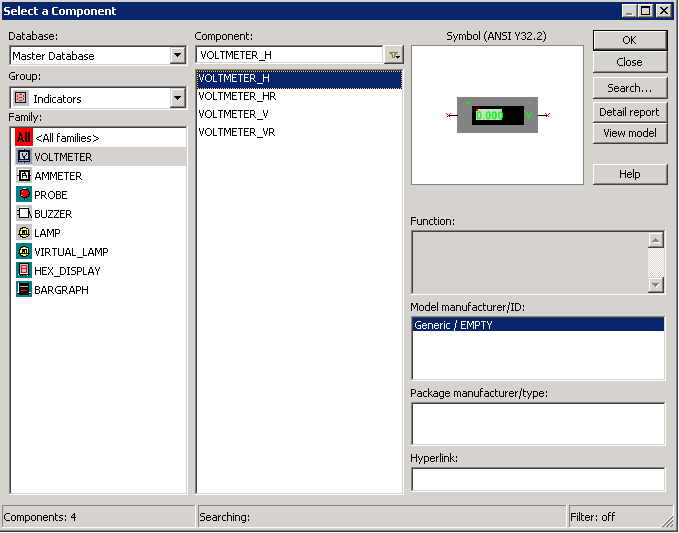 Select a Component
Database:
Master Database
Group:
Indicators
Family:
All <All families>
VOLTMETER
AMMETER
PROBE
BUZZER
LAMP
VIRTUAL_LAMP
HEX_DISPLAY
BARGRAPH
Component:
VOLTMETER_H
VOLTMETER_H
VOLTMETER_HR
VOLTMETER_V
VOLTMETER_VR
Symbol (ANSI Y32.2)
+ -
0.000 V
OK
Close
Search...
Detail report
View model
Help
Function:
Model manufacturer/ID:
Generic / EMPTY
Package manufacturer/type:
Hyperlink:
Components: 4
Searching:
Filter: off